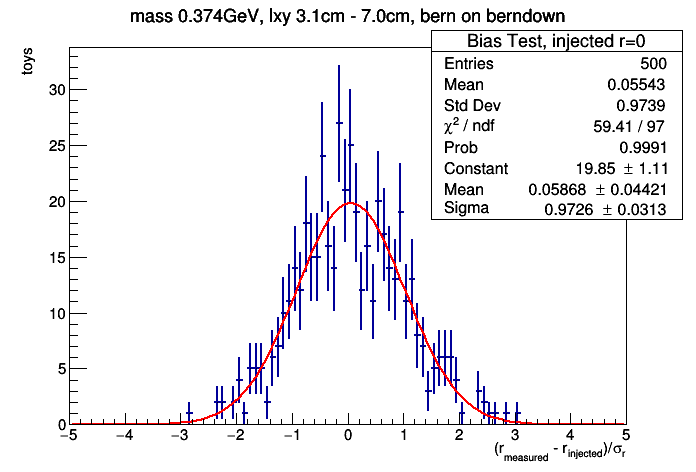 mass 0.374GeV, lxy 3.1cm - 7.0cm, bern on berndown
toys
Bias Test, injected r=0
Entries 500
Mean 0.05543
Std Dev 0.9739
χ² / ndf 59.41 / 97
Prob 0.9991
Constant 19.85 ± 1.11
Mean 0.05868 ± 0.04421
Sigma 0.9726 ± 0.0313
30
25
20
15
10
5
0
−5 −4 −3 −2 −1 0 1 2 3 4 5
(r_measured - r_injected)/σ_r